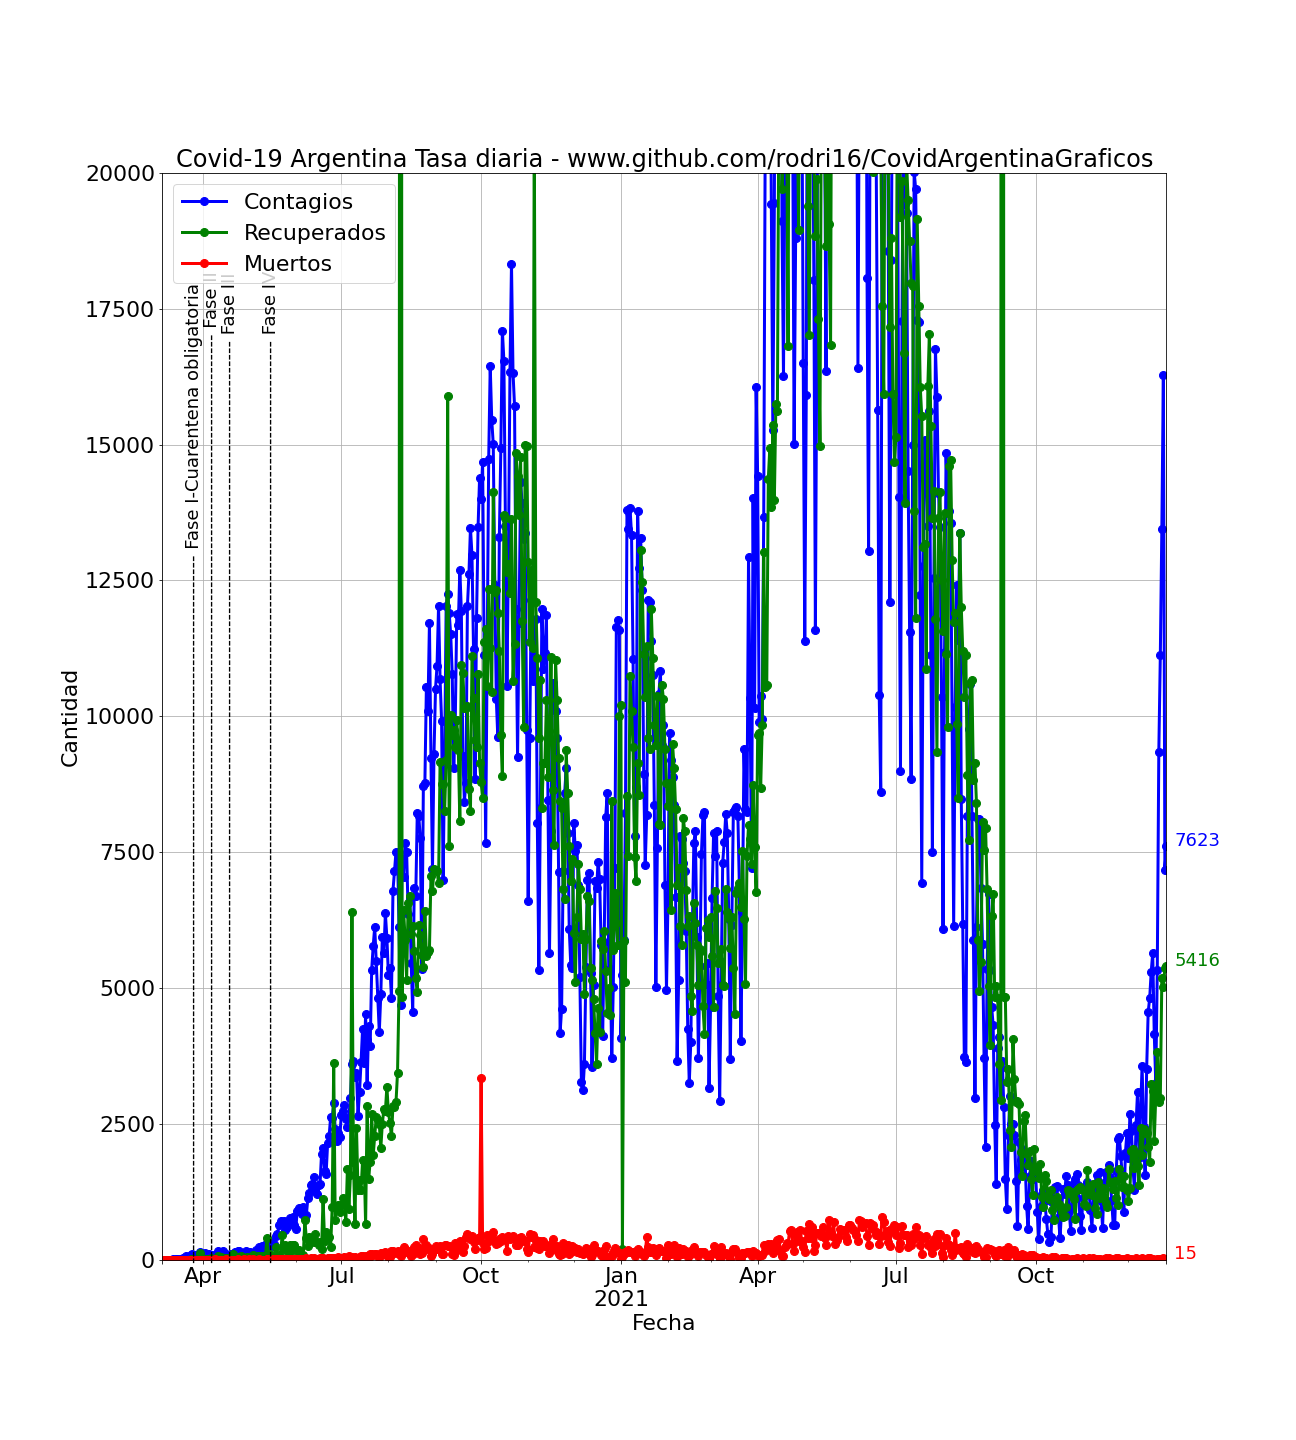 Covid-19 Argentina Tasa diaria - www.github.com/rodri16/CovidArgentinaGraficos
20000
17500
15000
12500
10000
7500
5000
2500
0
Cantidad
Contagios
Recuperados
Muertos
Fase I-Cuarentena obligatoria
Fase II
Fase III
Fase IV
7623
5416
15
Apr
Jul
Oct
Jan
2021
Apr
Jul
Oct
Fecha